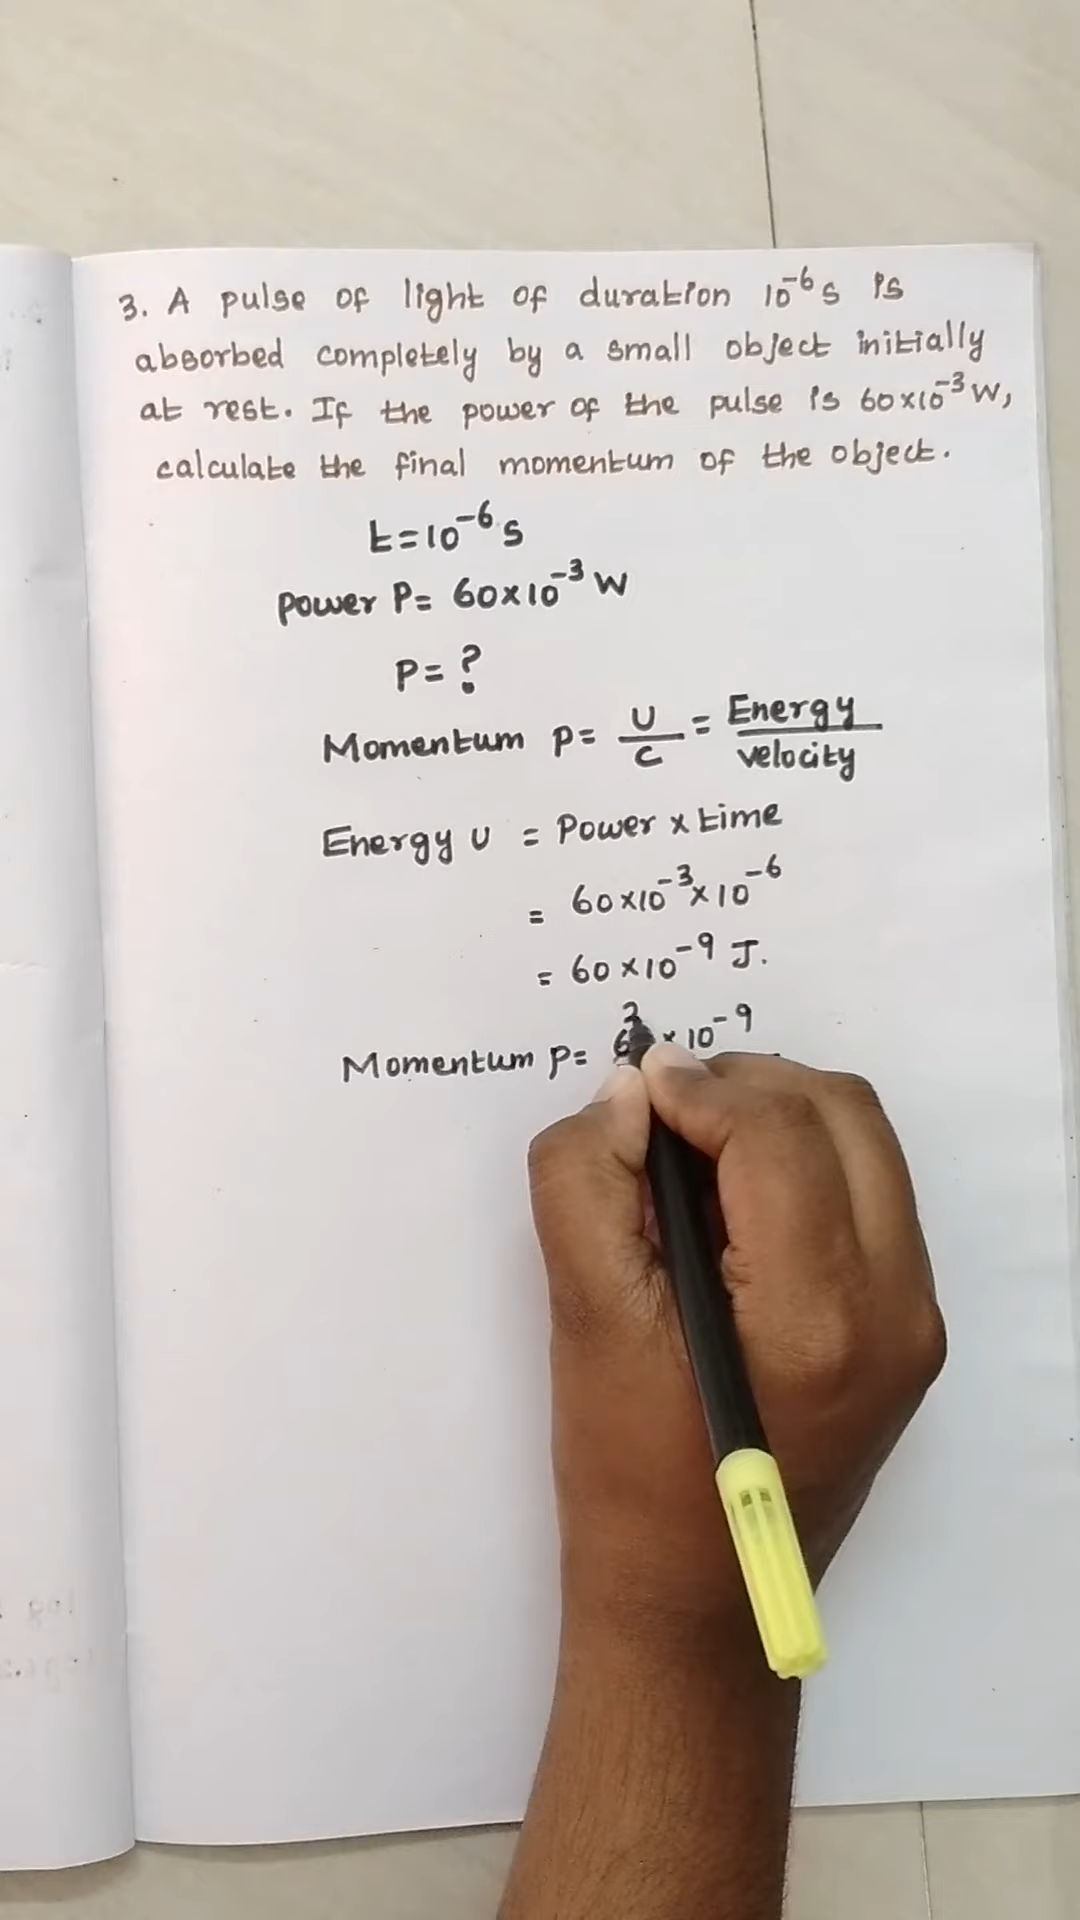 3. A pulse of light of duration 10⁻⁶ s is
absorbed completely by a small object initially
at rest. If the power of the pulse is 60×10⁻³ W,
calculate the final momentum of the object.
t=10⁻⁶ s
Power P= 60×10⁻³ W
P= ?
Momentum p= U/C = Energy/velocity
Energy U = Power × time
= 60×10⁻³×10⁻⁶
= 60×10⁻⁹ J.
Momentum p= × 10⁻⁹